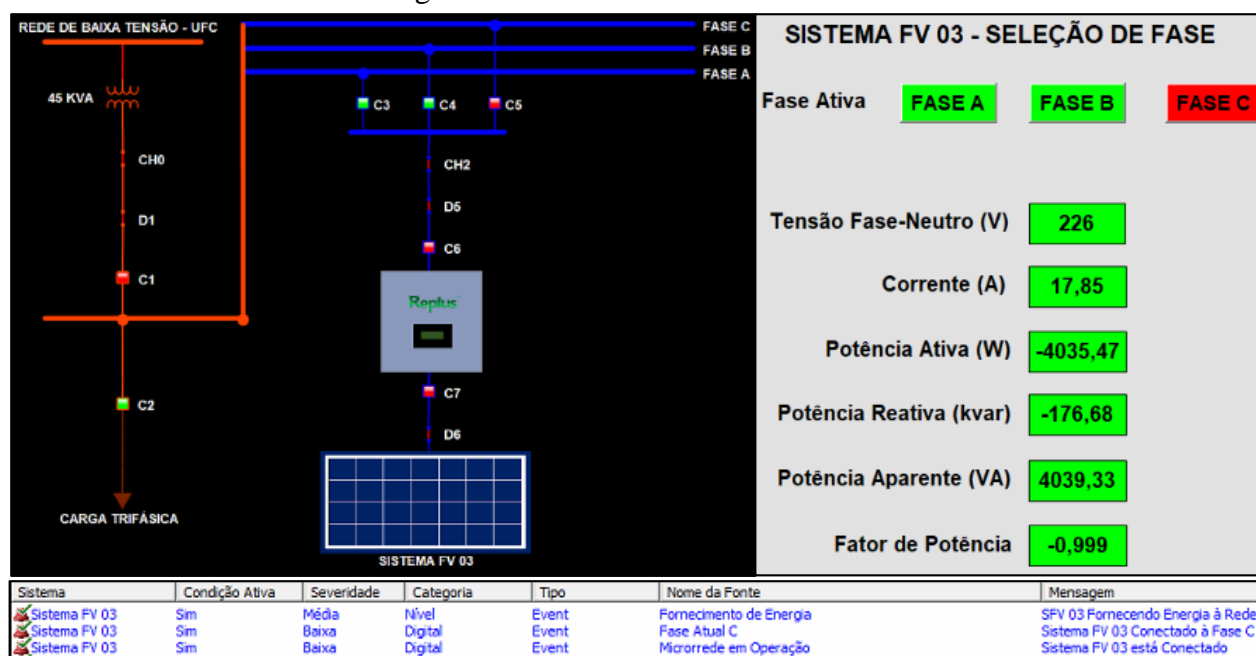 REDE DE BAIXA TENSÃO - UFC
45 KVA
CH0
D1
C1
C2
CARGA TRIFÁSICA
FASE C
FASE B
FASE A
C3 C4 C5
CH2
D5
C6
Replus
C7
D6
SISTEMA FV 03
SISTEMA FV 03 - SELEÇÃO DE FASE
Fase Ativa FASE A FASE B FASE C
Tensão Fase-Neutro (V) 226
Corrente (A) 17,85
Potência Ativa (W) -4035,47
Potência Reativa (kvar) -176,68
Potência Aparente (VA) 4039,33
Fator de Potência -0,999
Sistema Condição Ativa Severidade Categoria Tipo Nome da Fonte Mensagem
Sistema FV 03 Sim Média Nível Event Fornecimento de Energia SFV 03 Fornecendo Energia à Rede
Sistema FV 03 Sim Baixa Digital Event Fase Atual C Sistema FV 03 Conectado à Fase C
Sistema FV 03 Sim Baixa Digital Event Microrrede em Operação Sistema FV 03 está Conectado